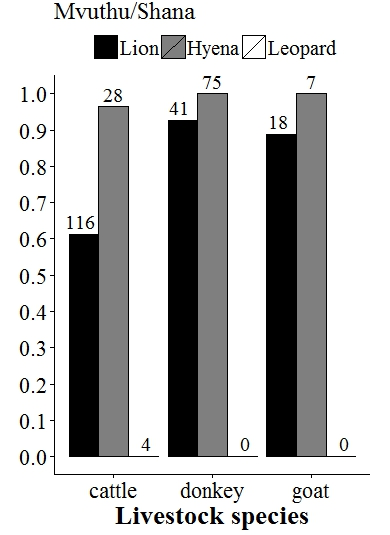 Mvuthu/Shana
Lion Hyena Leopard
1.0
0.9
0.8
0.7
0.6
0.5
0.4
0.3
0.2
0.1
0.0
116 28 4 41 75 0 18 7 0
cattle donkey goat
Livestock species